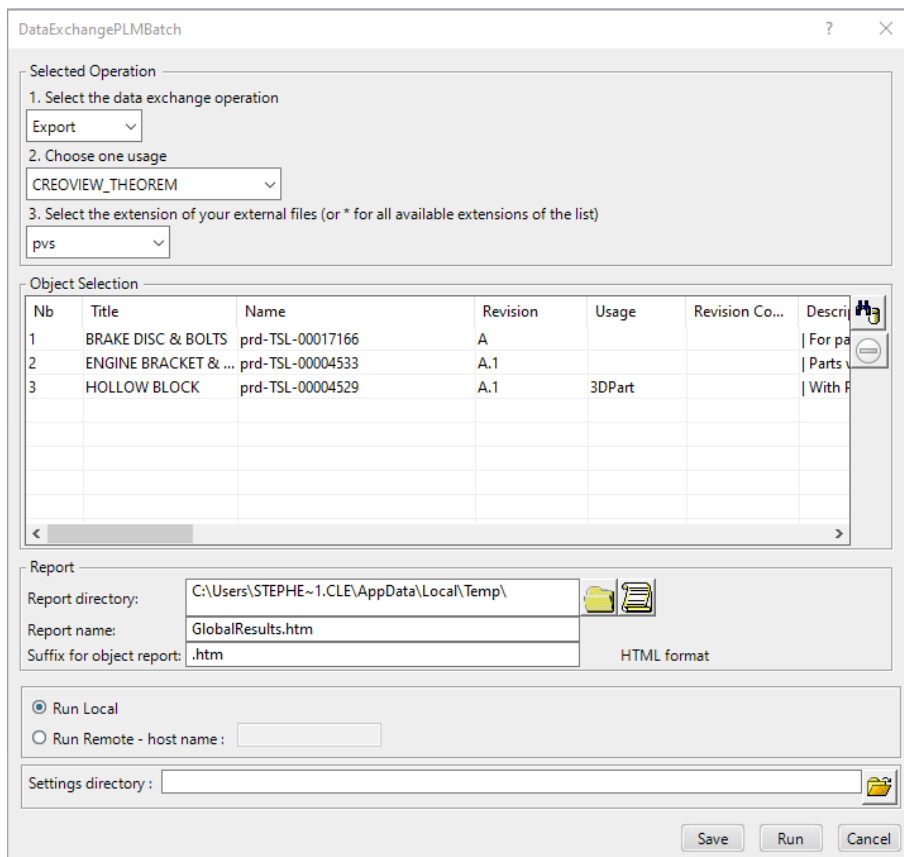 DataExchangePLMBatch ?
Selected Operation
1. Select the data exchange operation
Export
2. Choose one usage
CREOVIEW_THEOREM
3. Select the extension of your external files (or * for all available extensions of the list)
pvs
Object Selection
Nb Title Name Revision Usage Revision Co... Descri
1 BRAKE DISC & BOLTS prd-TSL-00017166 A | For pa
2 ENGINE BRACKET & ... prd-TSL-00004533 A.1 | Parts
3 HOLLOW BLOCK prd-TSL-00004529 A.1 3DPart | With
Report
Report directory: C:\Users\STEPHE~1.CLE\AppData\Local\Temp\
Report name: GlobalResults.htm
Suffix for object report: .htm HTML format
Run Local
Run Remote - host name :
Settings directory :
Save Run Cancel